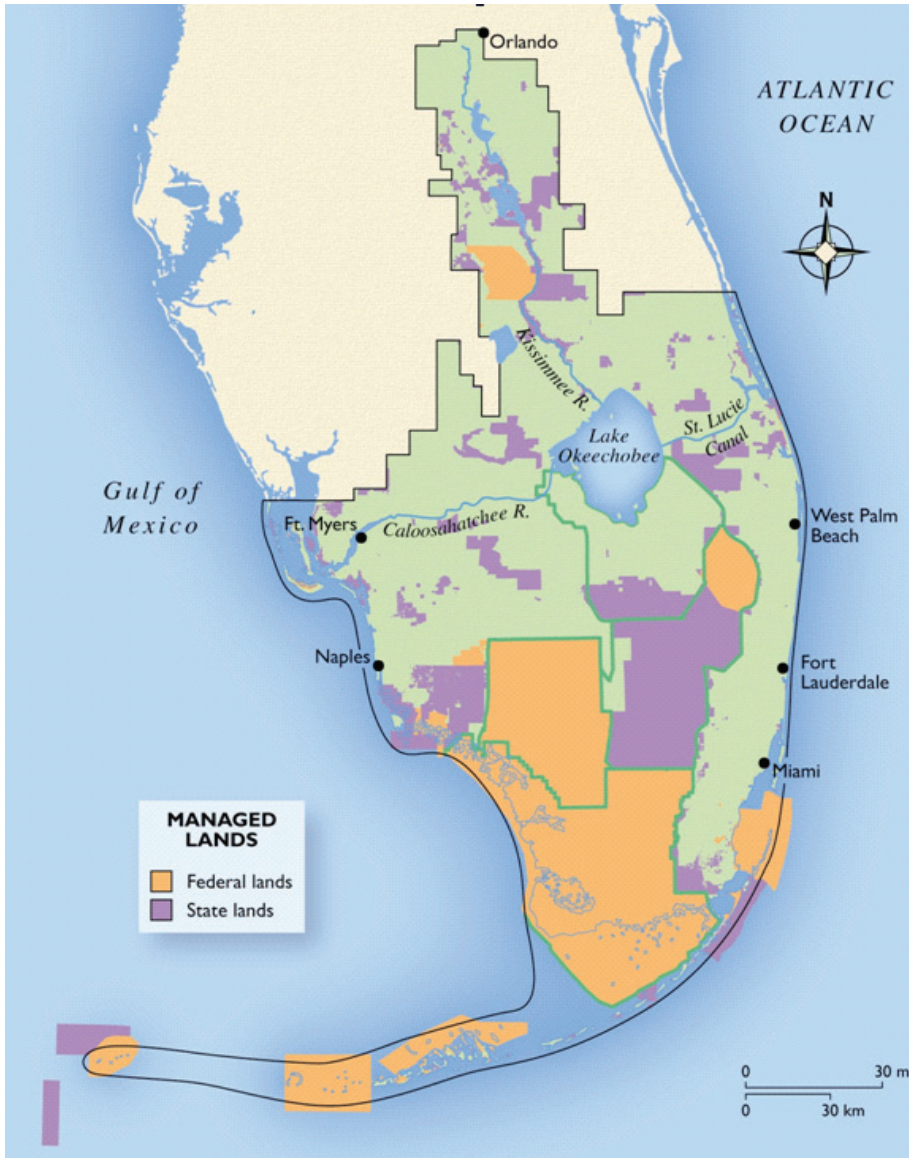 Orlando
ATLANTIC
OCEAN
N
Kissimmee R.
Lake
Okeechobee
St. Lucie
Canal
Gulf of
Mexico
Ft. Myers
Caloosahatchee R.
West Palm
Beach
Naples
Fort
Lauderdale
Miami
MANAGED
LANDS
Federal lands
State lands
0 30 m
0 30 km